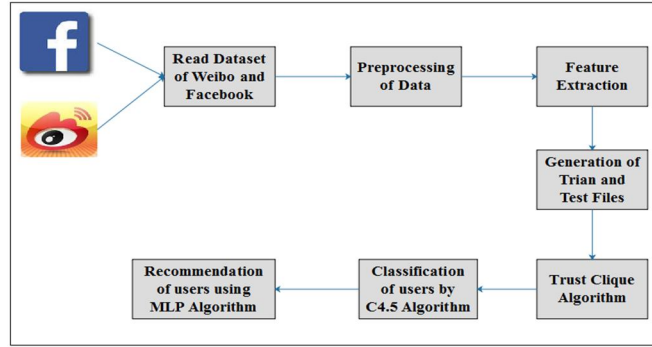 f
Read Dataset
of Weibo and
Facebook
Preprocessing
of Data
Feature
Extraction
Generation of
Trian and
Test Files
Trust Clique
Algorithm
Classification
of users by
C4.5 Algorithm
Recommendation
of users using
MLP Algorithm